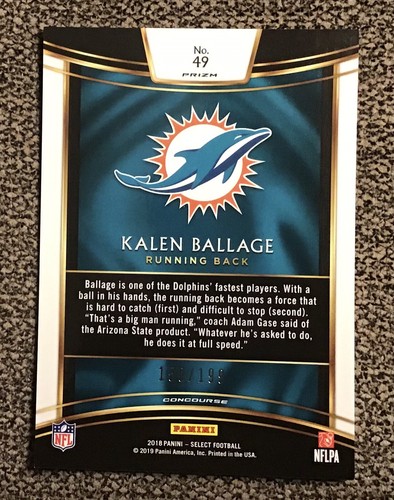 No.
49
PRIZM
KALEN BALLAGE
RUNNING BACK
Ballage is one of the Dolphins' fastest players. With a
ball in his hands, the running back becomes a force that
is hard to catch (first) and difficult to stop (second).
"That's a big man running," coach Adam Gase said of
the Arizona State product. "Whatever he's asked to do,
he does it at full speed."
/199
CONCOURSE
NFL
PANINI
NFLPA
2018 PANINI – SELECT FOOTBALL
© 2019 Panini America, Inc. Printed in the USA.